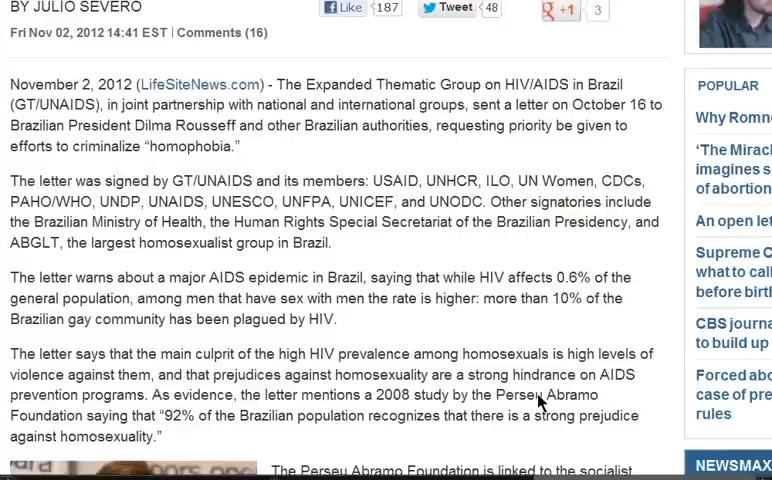 BY JULIO SEVERO
Like 187
Tweet 48
+1 3
Fri Nov 02, 2012 14:41 EST | Comments (16)
November 2, 2012 (LifeSiteNews.com) - The Expanded Thematic Group on HIV/AIDS in Brazil
(GT/UNAIDS), in joint partnership with national and international groups, sent a letter on October 16 to
Brazilian President Dilma Rousseff and other Brazilian authorities, requesting priority be given to
efforts to criminalize “homophobia.”
The letter was signed by GT/UNAIDS and its members: USAID, UNHCR, ILO, UN Women, CDCs,
PAHO/WHO, UNDP, UNAIDS, UNESCO, UNFPA, UNICEF, and UNODC. Other signatories include
the Brazilian Ministry of Health, the Human Rights Special Secretariat of the Brazilian Presidency, and
ABGLT, the largest homosexualist group in Brazil.
The letter warns about a major AIDS epidemic in Brazil, saying that while HIV affects 0.6% of the
general population, among men that have sex with men the rate is higher: more than 10% of the
Brazilian gay community has been plagued by HIV.
The letter says that the main culprit of the high HIV prevalence among homosexuals is high levels of
violence against them, and that prejudices against homosexuality are a strong hindrance on AIDS
prevention programs. As evidence, the letter mentions a 2008 study by the Perseu Abramo
Foundation saying that “92% of the Brazilian population recognizes that there is a strong prejudice
against homosexuality.”
The Perseu Abramo Foundation is linked to the socialist
POPULAR
Why Romn
‘The Mirac
imagines s
of abortion
An open let
Supreme C
what to call
before birt
CBS journa
to build up
Forced abo
case of pre
rules
NEWSMAX